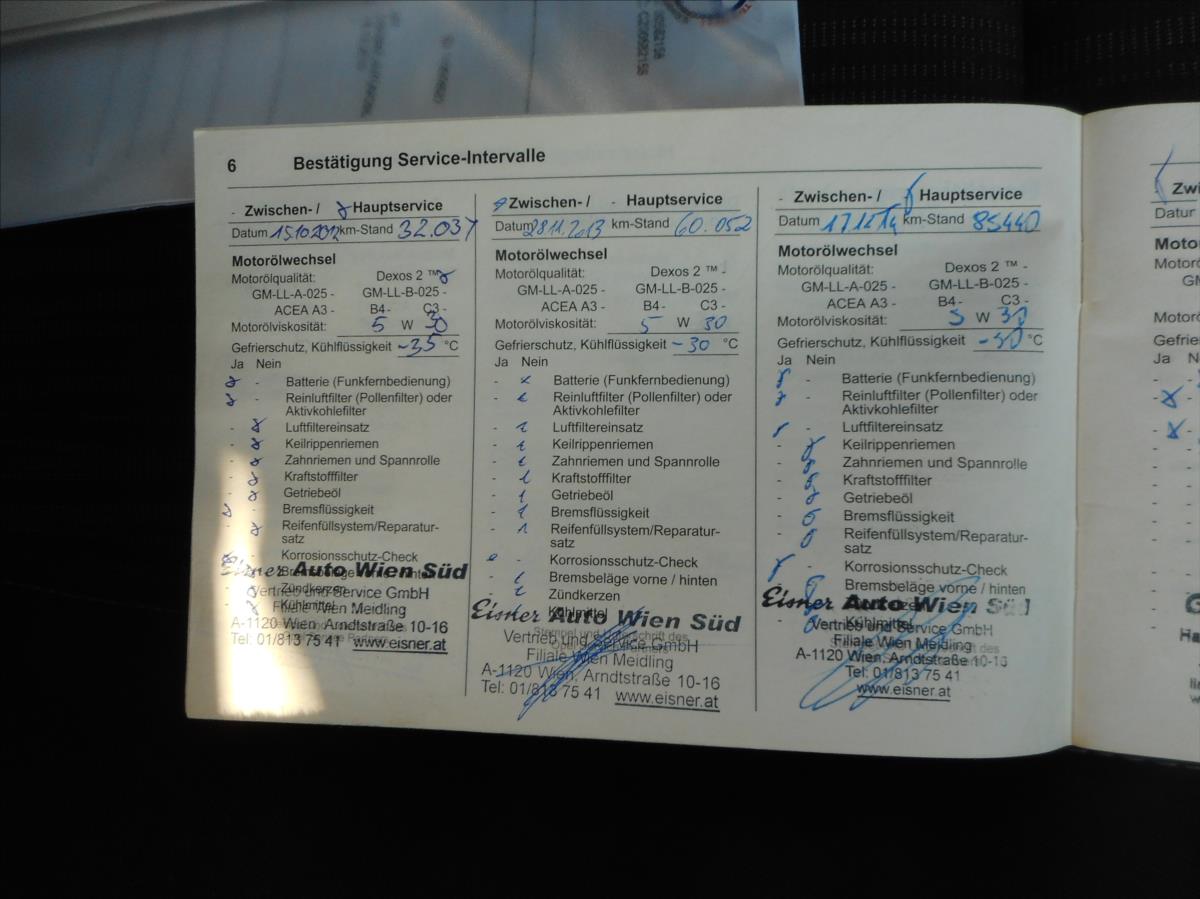 6 Bestätigung Service-Intervalle
- Zwischen- / Hauptservice
Datum 15.10.2012 km-Stand 32.037
Motorölwechsel
Motorölqualität: Dexos 2 ™
GM-LL-A-025 - GM-LL-B-025 -
ACEA A3 - B4- C3 -
Motorölviskosität: 5 W 30
Gefrierschutz, Kühlflüssigkeit -35 °C
Ja Nein
Batterie (Funkfernbedienung)
Reinluftfilter (Pollenfilter) oder
Aktivkohlefilter
Luftfiltereinsatz
Keilrippenriemen
Zahnriemen und Spannrolle
Kraftstofffilter
Getriebeöl
Bremsflüssigkeit
Reifenfüllsystem/Reparatur-
satz
Korrosionsschutz-Check
Bremsbeläge vorne / hinten
Zündkerzen
Kühlmittel
Eisner Auto Wien Süd
Vertrieb und Service GmbH
Filiale Wien Meidling
A-1120 Wien, Arndtstraße 10-16
Tel: 01/813 75 41 www.eisner.at
Zwischen- / - Hauptservice
Datum 28.11.2013 km-Stand 60.052
Motorölwechsel
Motorölqualität: Dexos 2 ™ -
GM-LL-A-025 - GM-LL-B-025 -
ACEA A3 - B4- C3 -
Motorölviskosität: 5 W 30
Gefrierschutz, Kühlflüssigkeit -30 °C
Ja Nein
Batterie (Funkfernbedienung)
Reinluftfilter (Pollenfilter) oder
Aktivkohlefilter
Luftfiltereinsatz
Keilrippenriemen
Zahnriemen und Spannrolle
Kraftstofffilter
Getriebeöl
Bremsflüssigkeit
Reifenfüllsystem/Reparatur-
satz
Korrosionsschutz-Check
Bremsbeläge vorne / hinten
Zündkerzen
Kühlmittel
Eisner Auto Wien Süd
Vertrieb und Service GmbH
Filiale Wien Meidling
A-1120 Wien, Arndtstraße 10-16
Tel: 01/813 75 41 www.eisner.at
- Zwischen- / Hauptservice
Datum km-Stand 85440
Motorölwechsel
Motorölqualität: Dexos 2 ™ -
GM-LL-A-025 - GM-LL-B-025 -
ACEA A3 - B4- C3 -
Motorölviskosität: 5 W 30
Gefrierschutz, Kühlflüssigkeit °C
Ja Nein
Batterie (Funkfernbedienung)
Reinluftfilter (Pollenfilter) oder
Aktivkohlefilter
Luftfiltereinsatz
Keilrippenriemen
Zahnriemen und Spannrolle
Kraftstofffilter
Getriebeöl
Bremsflüssigkeit
Reifenfüllsystem/Reparatur-
satz
Korrosionsschutz-Check
Bremsbeläge vorne / hinten
Kühlmittel
Eisner Auto Wien Süd
Vertrieb und Service GmbH
Filiale Wien Meidling
A-1120 Wien, Arndtstraße 10-16
Tel: 01/813 75 41
www.eisner.at